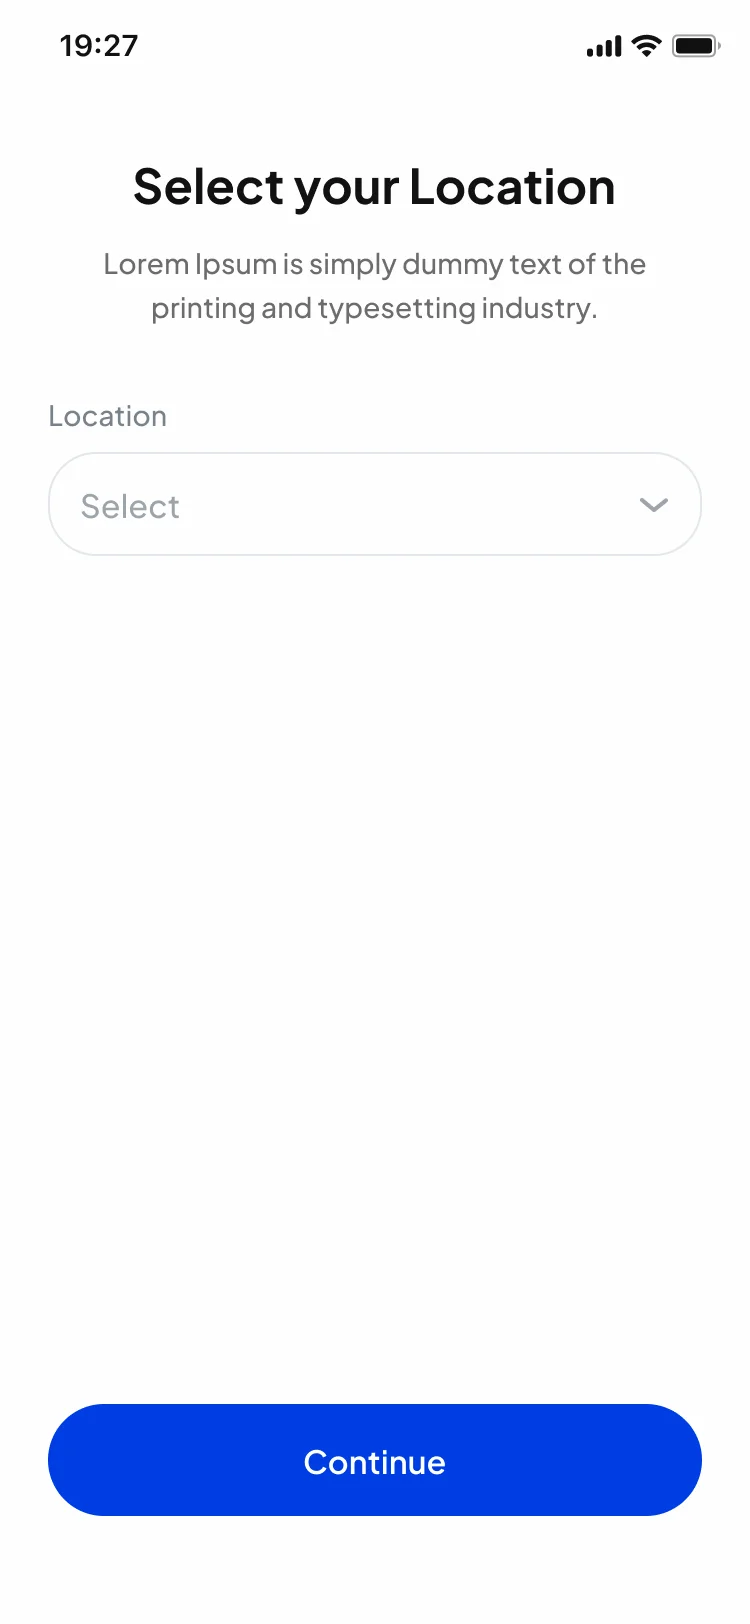 19:27
Select your Location
Lorem Ipsum is simply dummy text of the
printing and typesetting industry.
Location
Select
Continue